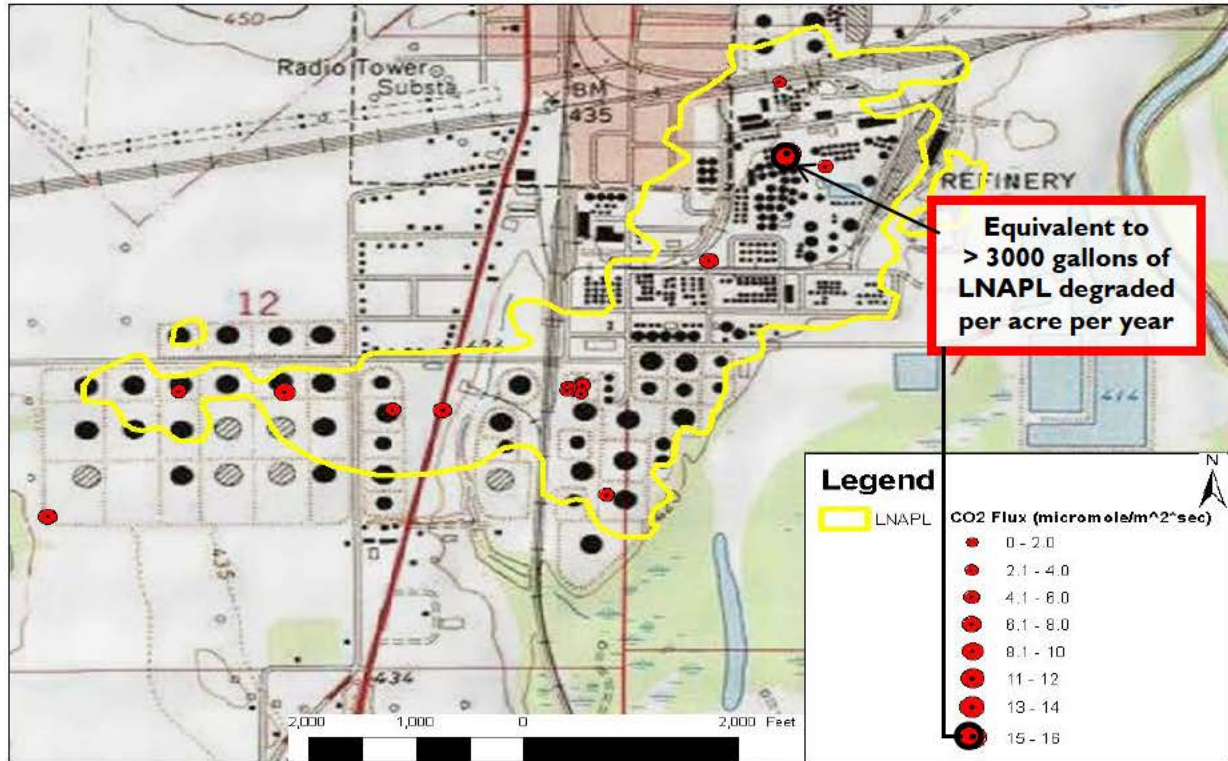 450
Radio Tower
Substa
BM
435
12
REFINERY
Equivalent to
> 3000 gallons of
LNAPL degraded
per acre per year
414
435
434
N
Legend
LNAPL
CO2 Flux (micromole/m^2*sec)
0 - 2.0
2.1 - 4.0
4.1 - 6.0
6.1 - 8.0
8.1 - 10
11 - 12
13 - 14
15 - 16
2,000 1,000 0 2,000 Feet